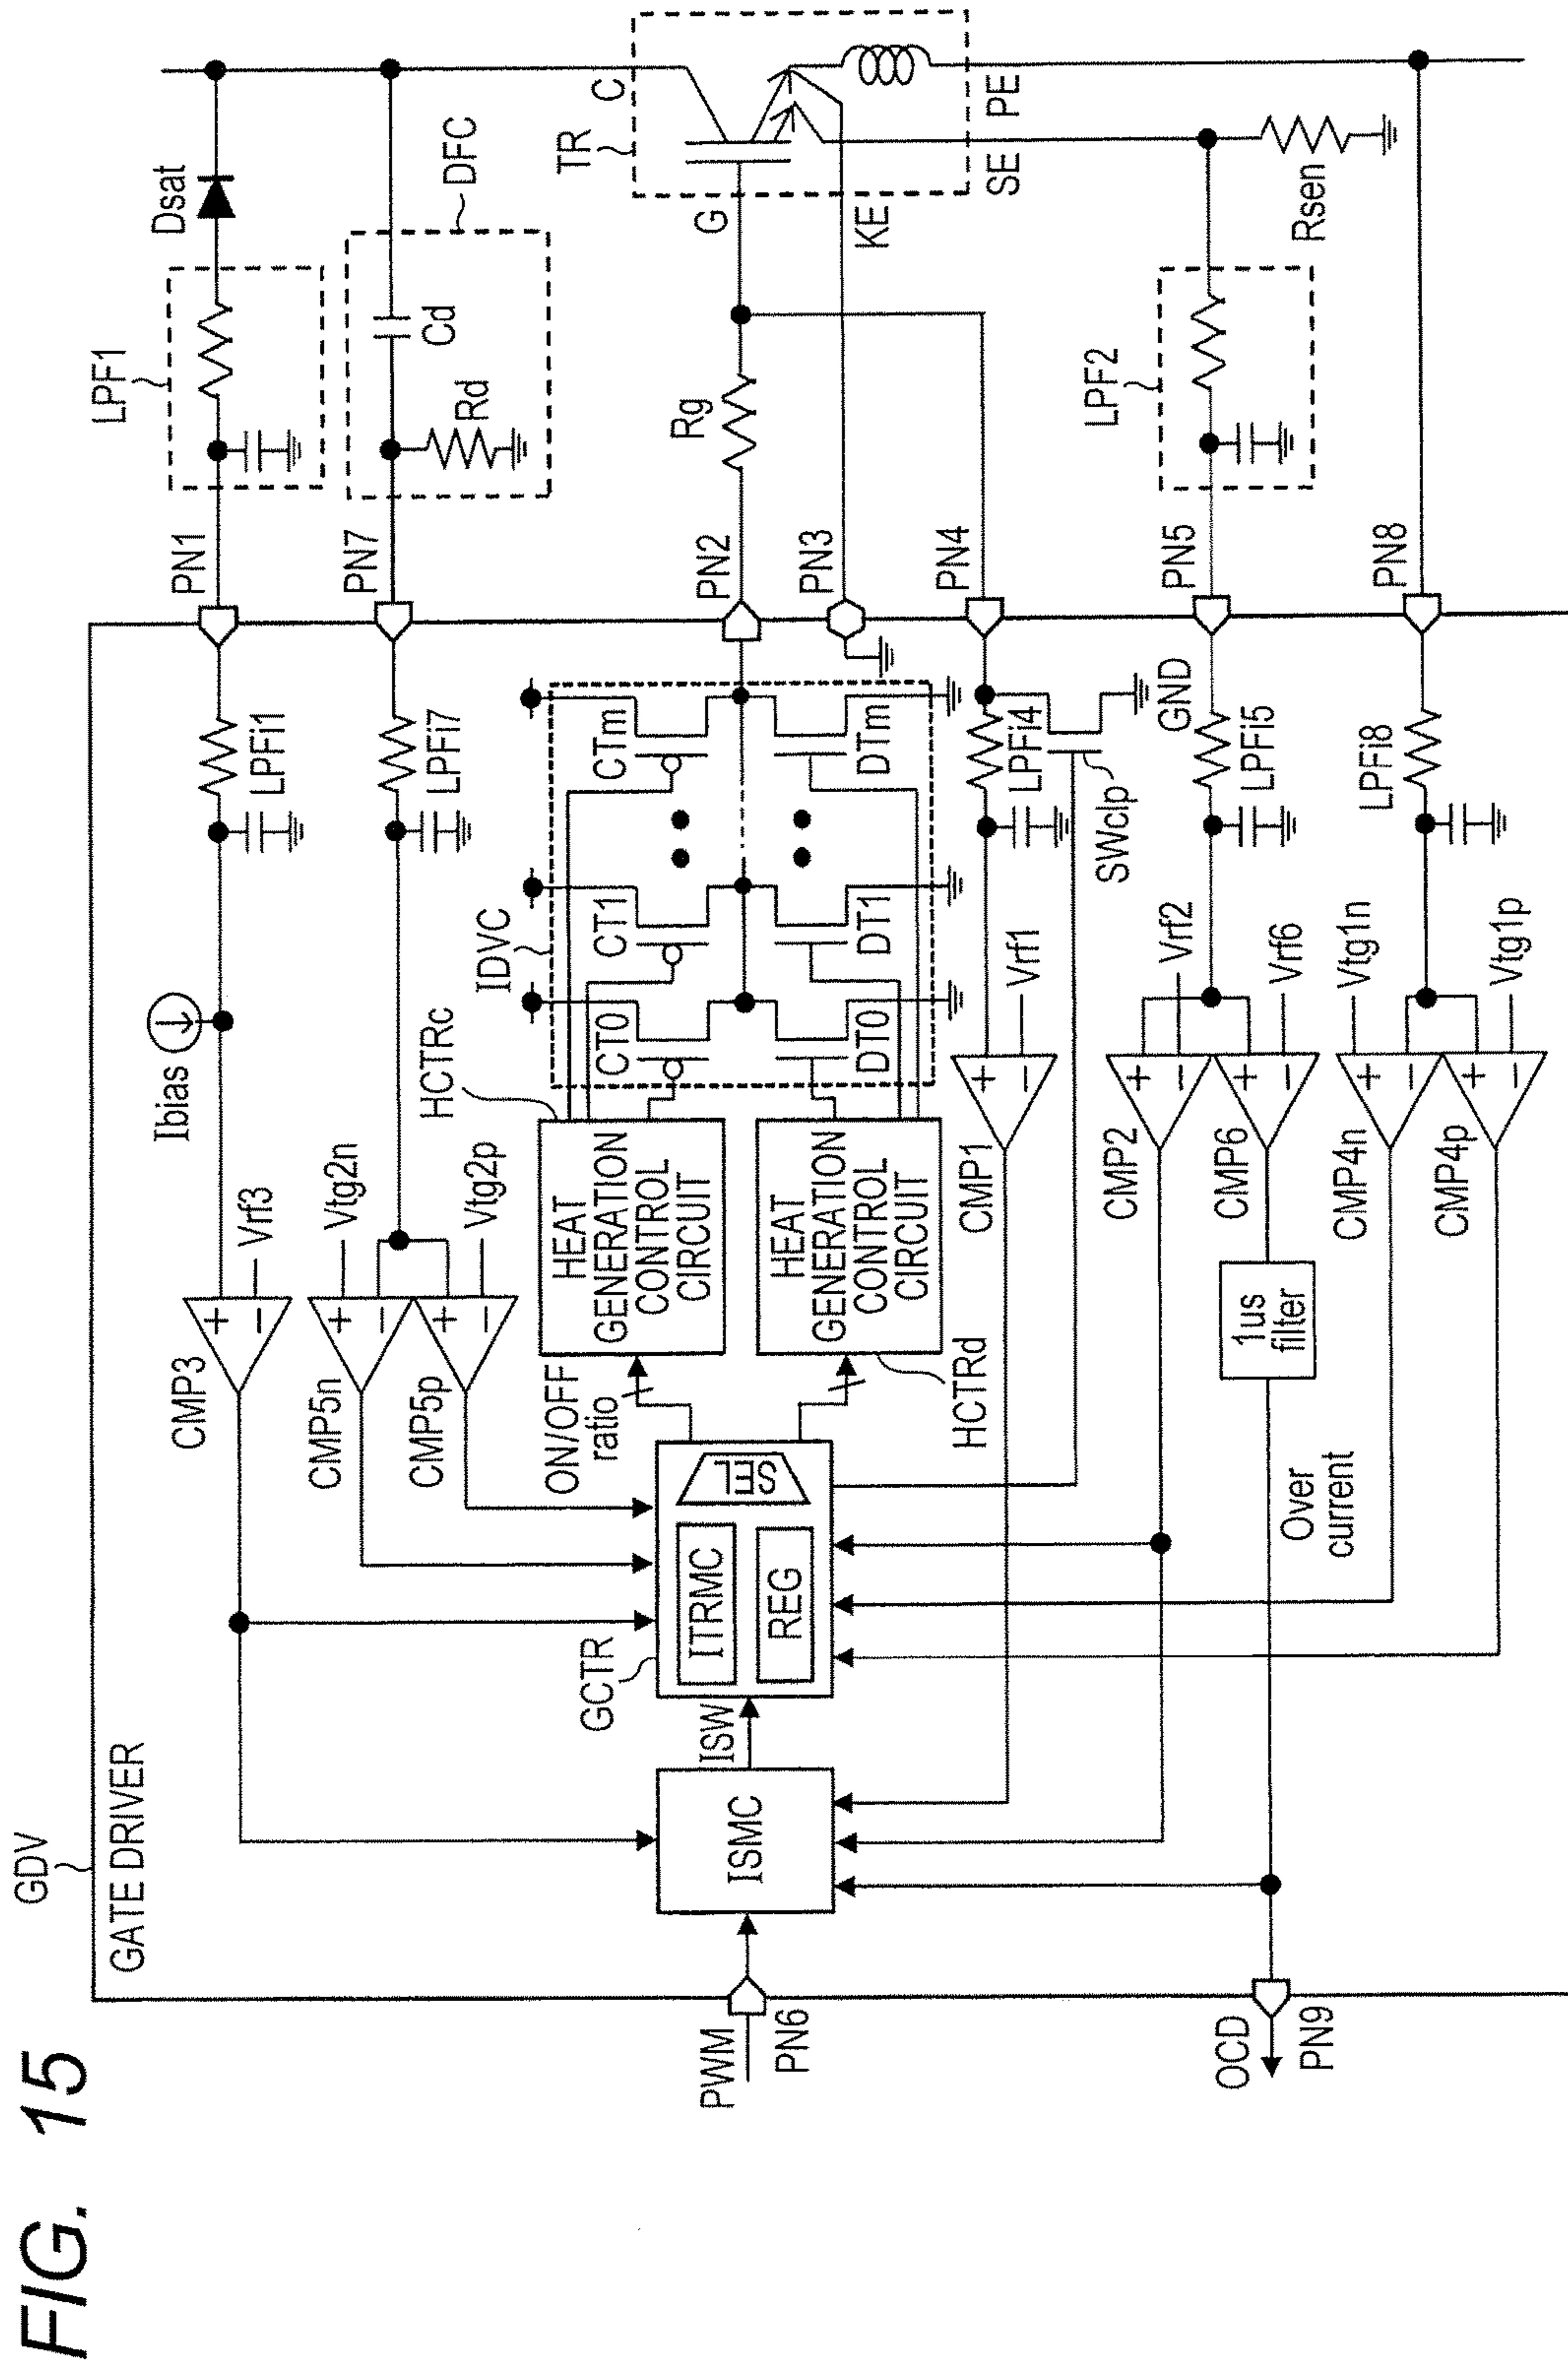 FIG. 15
GDV
GATE DRIVER
LPF1
Dsat
PN1
LPFi1
Ibias
Vrf3
CMP3
DFC
Cd
Rd
PN7
LPFi7
HCTRc
Vtg2n
Vtg2p
CMP5n
CMP5p
TR
C
G
KE
SE
PE
Rg
PN2
PN3
IDVC
CTm
CT1
CT0
DTm
DT1
DT0
HEAT
GENERATION
CONTROL
CIRCUIT
HEAT
GENERATION
CONTROL
CIRCUIT
ON/OFF
ratio
HCTRd
GCTR
SEL
ITRMC
REG
ISW
ISMC
PWM
PN6
PN4
LPFi4
SWclp
Vrf1
CMP1
LPF2
Rsen
PN5
GND
LPFi5
Vrf2
Vrf6
CMP2
CMP6
1us
filter
Over
current
OCD
PN9
PN8
LPFi8
Vtg1n
Vtg1p
CMP4n
CMP4p
+
−
+
−
+
−
+
−
+
−
+
−
+
−
+
−